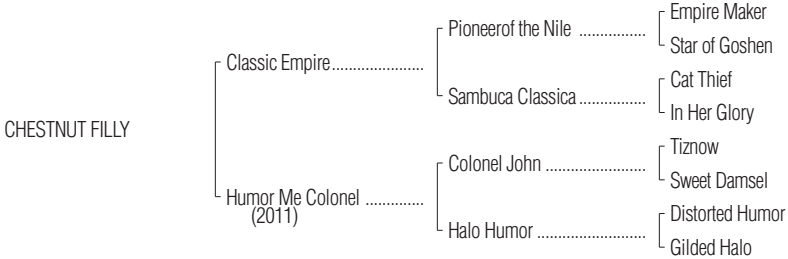 Empire Maker
Pioneerof the Nile ................
Star of Goshen
Classic Empire......................
Cat Thief
Sambuca Classica ................
In Her Glory
CHESTNUT FILLY
Tiznow
Colonel John ........................
Sweet Damsel
Humor Me Colonel ..............
(2011)
Distorted Humor
Halo Humor ..........................
Gilded Halo